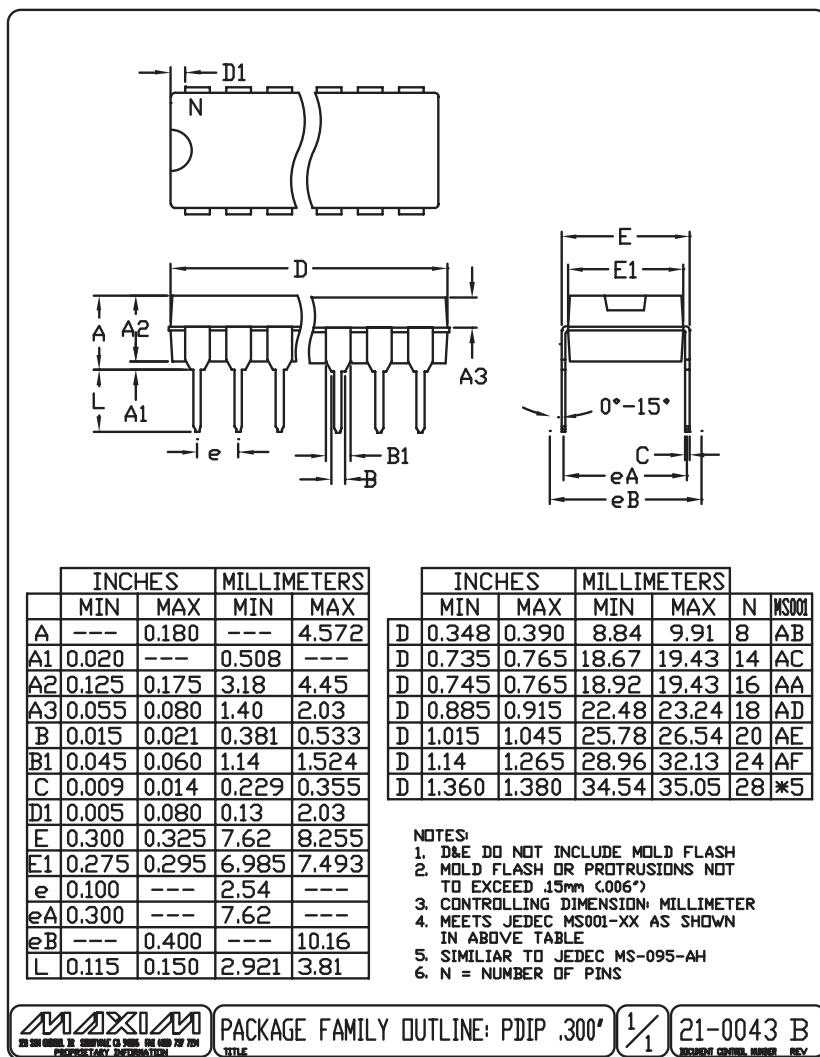 D1
N
D
E
E1
A
A2
A3
L
A1
0°-15°
e
B1
B
C
eA
eB
INCHES MILLIMETERS
MIN MAX MIN MAX
A --- 0.180 --- 4.572
A1 0.020 --- 0.508 ---
A2 0.125 0.175 3.18 4.45
A3 0.055 0.080 1.40 2.03
B 0.015 0.021 0.381 0.533
B1 0.045 0.060 1.14 1.524
C 0.009 0.014 0.229 0.355
D1 0.005 0.080 0.13 2.03
E 0.300 0.325 7.62 8.255
E1 0.275 0.295 6.985 7.493
e 0.100 --- 2.54 ---
eA 0.300 --- 7.62 ---
eB --- 0.400 --- 10.16
L 0.115 0.150 2.921 3.81
INCHES MILLIMETERS
MIN MAX MIN MAX N MS001
D 0.348 0.390 8.84 9.91 8 AB
D 0.735 0.765 18.67 19.43 14 AC
D 0.745 0.765 18.92 19.43 16 AA
D 0.885 0.915 22.48 23.24 18 AD
D 1.015 1.045 25.78 26.54 20 AE
D 1.14 1.265 28.96 32.13 24 AF
D 1.360 1.380 34.54 35.05 28 *5
NOTES:
1. D&E DO NOT INCLUDE MOLD FLASH
2. MOLD FLASH OR PROTRUSIONS NOT
TO EXCEED .15mm (.006")
3. CONTROLLING DIMENSION: MILLIMETER
4. MEETS JEDEC MS001-XX AS SHOWN
IN ABOVE TABLE
5. SIMILIAR TO JEDEC MS-095-AH
6. N = NUMBER OF PINS
MAXIM
PROPRIETARY INFORMATION
PACKAGE FAMILY OUTLINE: PDIP .300"
TITLE
1/1
21-0043 B
DOCUMENT CONTROL NUMBER REV